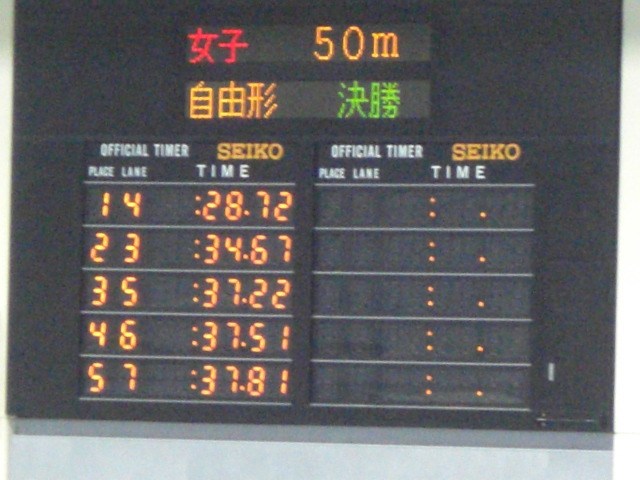 女子 50m
自由形 決勝
OFFICIAL TIMER SEIKO
PLACE LANE TIME
1 4 :28.72
2 3 :34.67
3 5 :37.22
4 6 :37.51
5 7 :37.81
OFFICIAL TIMER SEIKO
PLACE LANE TIME
: .
: .
: .
: .
: .